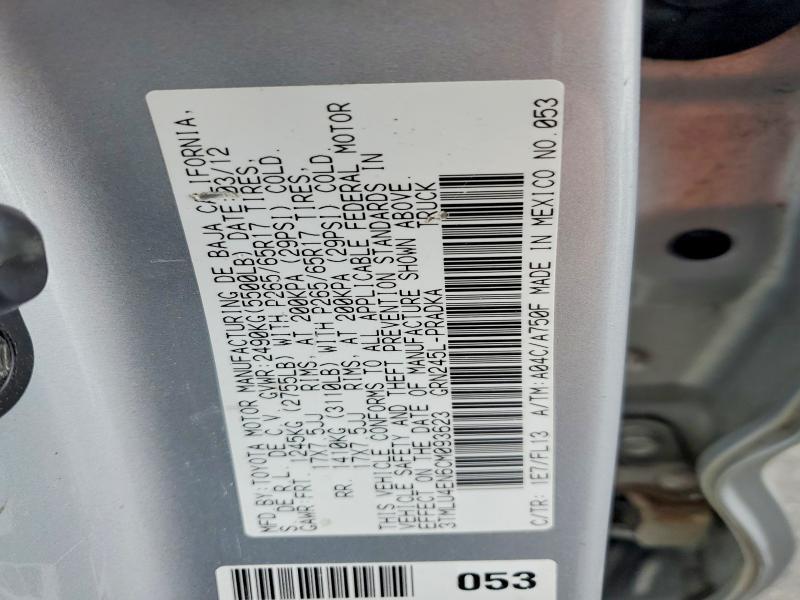 MFD.BY:TOYOTA MOTOR MANUFACTURING DE BAJA CALIFORNIA,
S. DE R.L. DE C.V. GVWR:2490KG(5500LB) DATE:03/12
GAWR:FRT. 1245KG (2755LB) WITH P265/65R17 TIRES,
17X7.5JJ RIMS, AT 200KPA (29PSI) COLD.
RR. 1410KG (3110LB) WITH P265/65R17 TIRES,
17X7.5JJ RIMS, AT 200KPA (29PSI) COLD.
THIS VEHICLE CONFORMS TO ALL APPLICABLE FEDERAL MOTOR
VEHICLE SAFETY AND THEFT PREVENTION STANDARDS IN
EFFECT ON THE DATE OF MANUFACTURE SHOWN ABOVE.
3TMLU4EN6CM093623 GRN245L-PRADKA TRUCK
C/TR: 1E7/FL13 A/TM:A04C/A750F MADE IN MEXICO NO.053
053